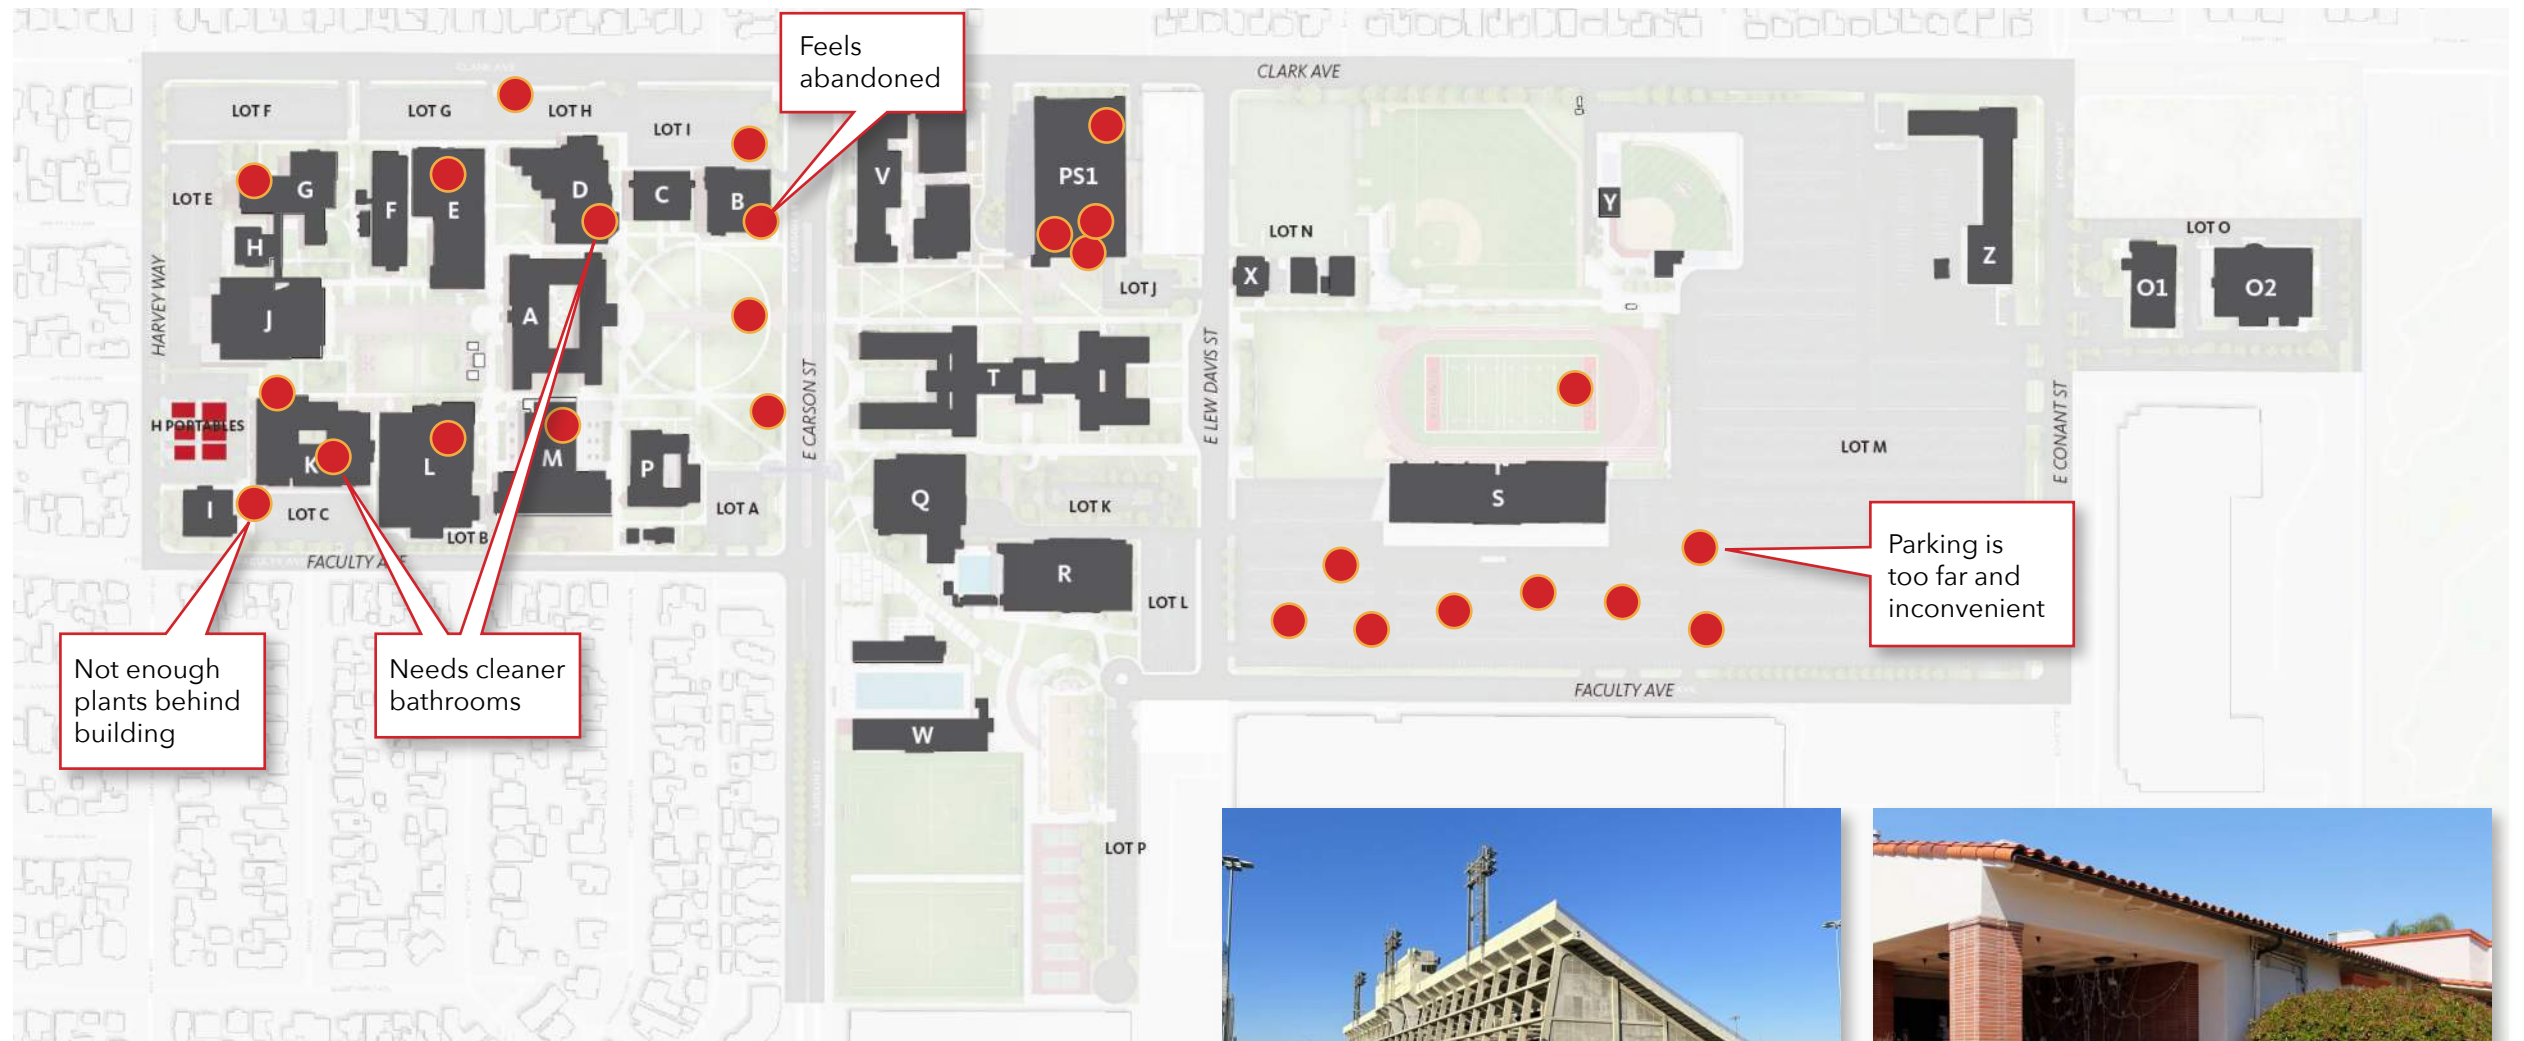 Feels
abandoned
CLARK AVE
CLARK AVE
LOT F
LOT G
LOT H
LOT I
LOT E
G
F
E
D
C
B
V
PS1
Y
H
LOT N
LOT O
Z
HARVEY WAY
J
A
LOT J
X
O1
O2
E CARSON ST
T
E LEW DAVIS ST
E CONANT ST
H PORTABLES
K
L
M
P
LOT M
Q
S
I
LOT C
LOT A
LOT K
LOT B
FACULTY AVE
R
LOT L
Parking is
too far and
inconvenient
Not enough
plants behind
building
Needs cleaner
bathrooms
FACULTY AVE
W
LOT P